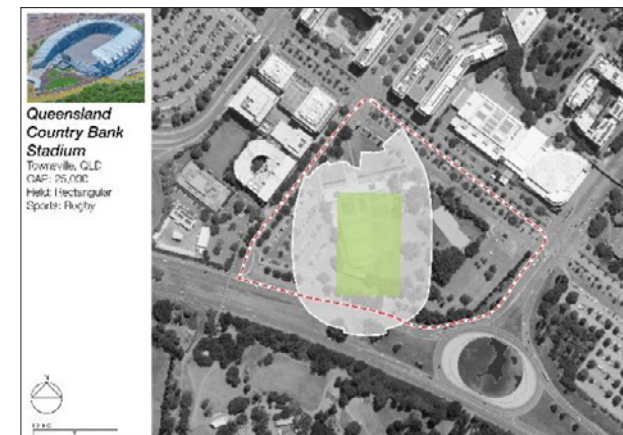 Queensland
Country Bank
Stadium
Townsville, QLD
CAP: 25,000
Field: Rectangular
Sports: Rugby
N